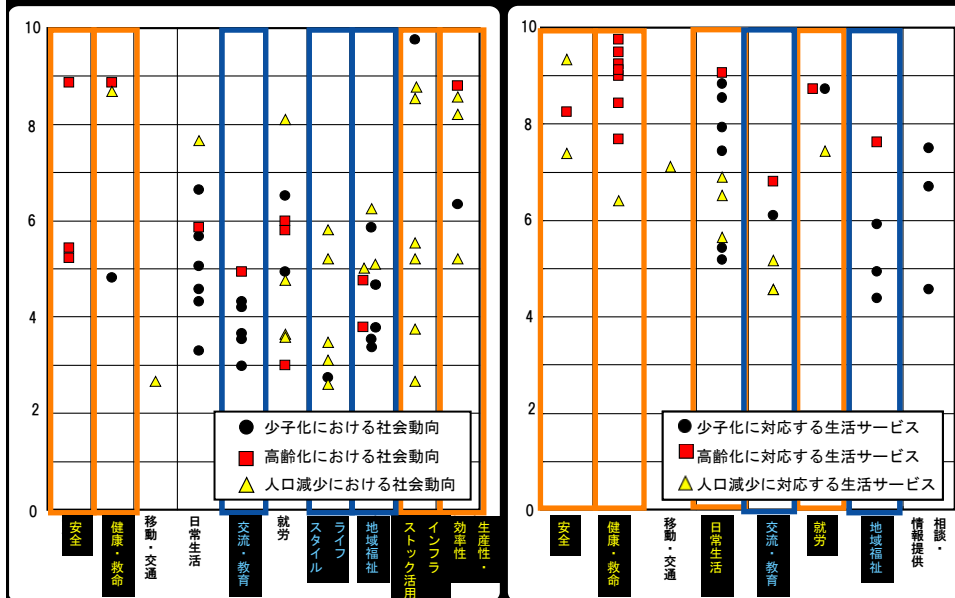 10
8
6
4
2
0
少子化における社会動向
高齢化における社会動向
人口減少における社会動向
安全
健康・救命
移動・交通
日常生活
交流・教育
就労
ライフ
スタイル
地域福祉
インフラ
ストック活用
生産性・
効率性
10
8
6
4
2
0
少子化に対応する生活サービス
高齢化に対応する生活サービス
人口減少に対応する生活サービス
安全
健康・救命
移動・交通
日常生活
交流・教育
就労
地域福祉
相談・
情報提供